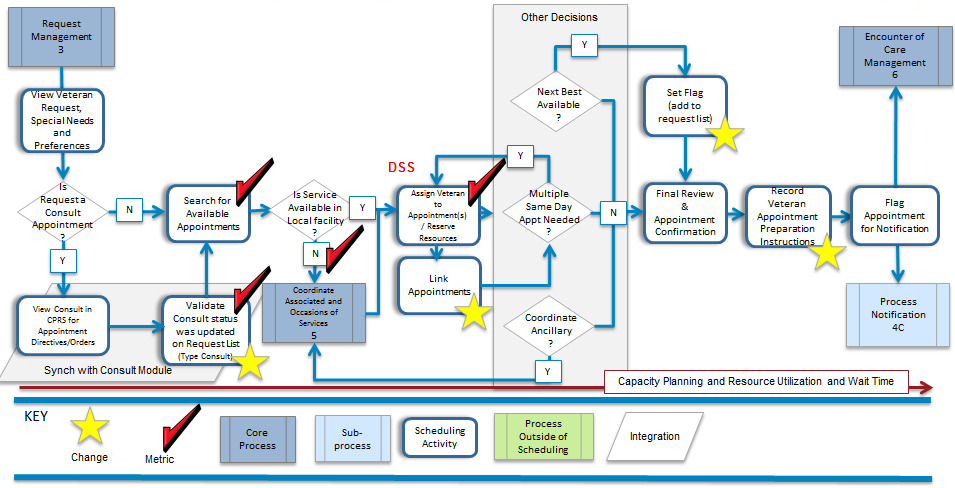 Other Decisions
Request
Management
3
Encounter of
Care
Management
6
Y
View Veteran
Request,
Special Needs
and
Preferences
Next Best
Available
?
Set Flag
(add to
request list)
DSS
Y
Is
Request a
Consult
Appointment
?
N
Search for
Available
Appointments
Is Service
Available in
Local facility?
?
Y
Assign Veteran
to
Appointment(s)
/ Reserve
Resources
Multiple
Same Day
Appt Needed
?
N
Final Review
&
Appointment
Confirmation
Record
Veteran
Appointment
Preparation
Instructions
Flag
Appointment
for Notification
Y
N
Link
Appointments
View Consult in
CPRS for
Appointment
Directives/Orders
Validate
Consult status
was updated
on Request List
(Type Consult)
Coordinate
Associated and
Occasions of
Services
5
Coordinate
Ancillary
?
Process
Notification
4C
Y
Synch with Consult Module
Capacity Planning and Resource Utilization and Wait Time
KEY
Change
Metric
Core
Process
Sub-
process
Scheduling
Activity
Process
Outside of
Scheduling
Integration